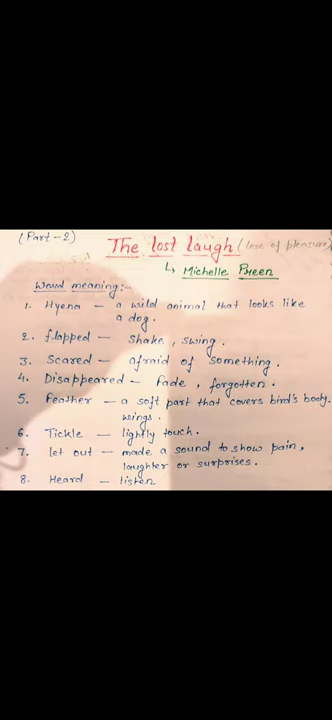 (Part-2)
The lost laugh (lose of pleasure)
↳ Michelle Preen
Word meaning:-
1. Hyena — a wild animal that looks like
a dog.
2. flapped — shake, swing.
3. Scared — afraid of something.
4. Disappeared — fade, forgotten.
5. Feather — a soft part that covers bird's body.
wings.
6. Tickle — lightly touch.
7. let out — made a sound to show pain,
laughter or surprises.
8. Heard — listen